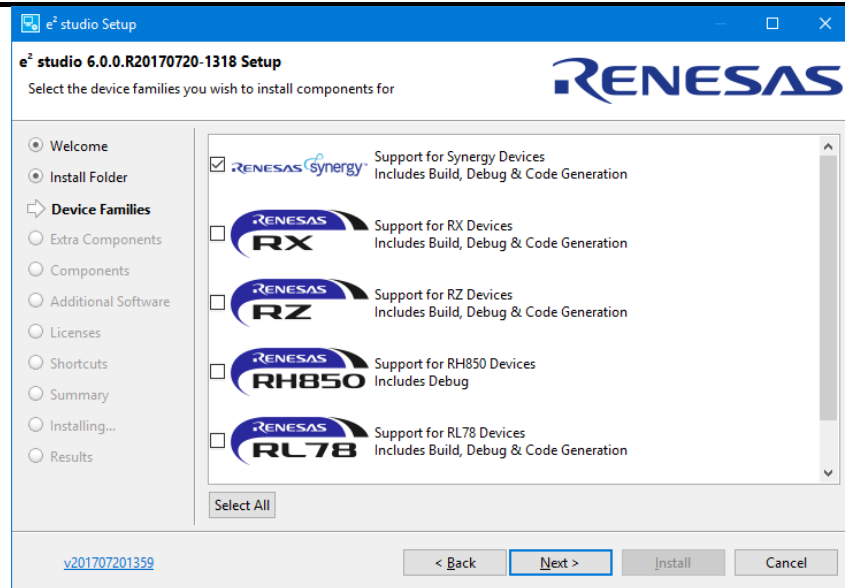 e² studio Setup
e² studio 6.0.0.R20170720-1318 Setup
Select the device families you wish to install components for
RENESAS
Welcome
Install Folder
Device Families
Extra Components
Components
Additional Software
Licenses
Shortcuts
Summary
Installing...
Results
RENESAS synergy™
Support for Synergy Devices
Includes Build, Debug & Code Generation
RENESAS
RX
Support for RX Devices
Includes Build, Debug & Code Generation
RENESAS
RZ
Support for RZ Devices
Includes Build, Debug & Code Generation
RENESAS
RH850
Support for RH850 Devices
Includes Debug
RENESAS
RL78
Support for RL78 Devices
Includes Build, Debug & Code Generation
Select All
v201707201359
< Back
Next >
Install
Cancel